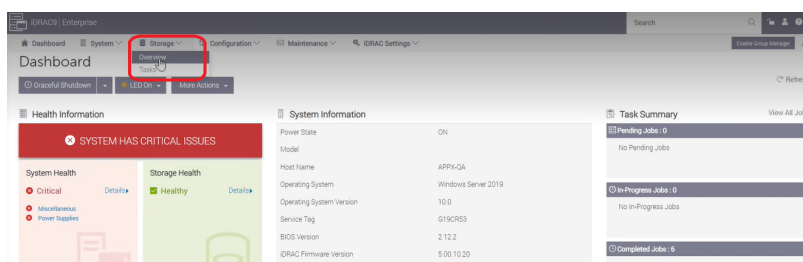 iDRAC9 | Enterprise
Search
Dashboard System Storage Configuration Maintenance iDRAC Settings
Enable Group Manager
Overview
Tasks
Dashboard
Graceful Shutdown LED On More Actions
Refre
Health Information
SYSTEM HAS CRITICAL ISSUES
System Health
Critical Details
Miscellaneous
Power Supplies
Storage Health
Healthy Details
System Information
Power State ON
Model
Host Name APPX-QA
Operating System Windows Server 2019
Operating System Version 10.0
Service Tag G19CR53
BIOS Version 2.12.2
iDRAC Firmware Version 5.00.10.20
Task Summary View All Jo
Pending Jobs : 0
No Pending Jobs
In-Progress Jobs : 0
No In-Progress Jobs
Completed Jobs : 6